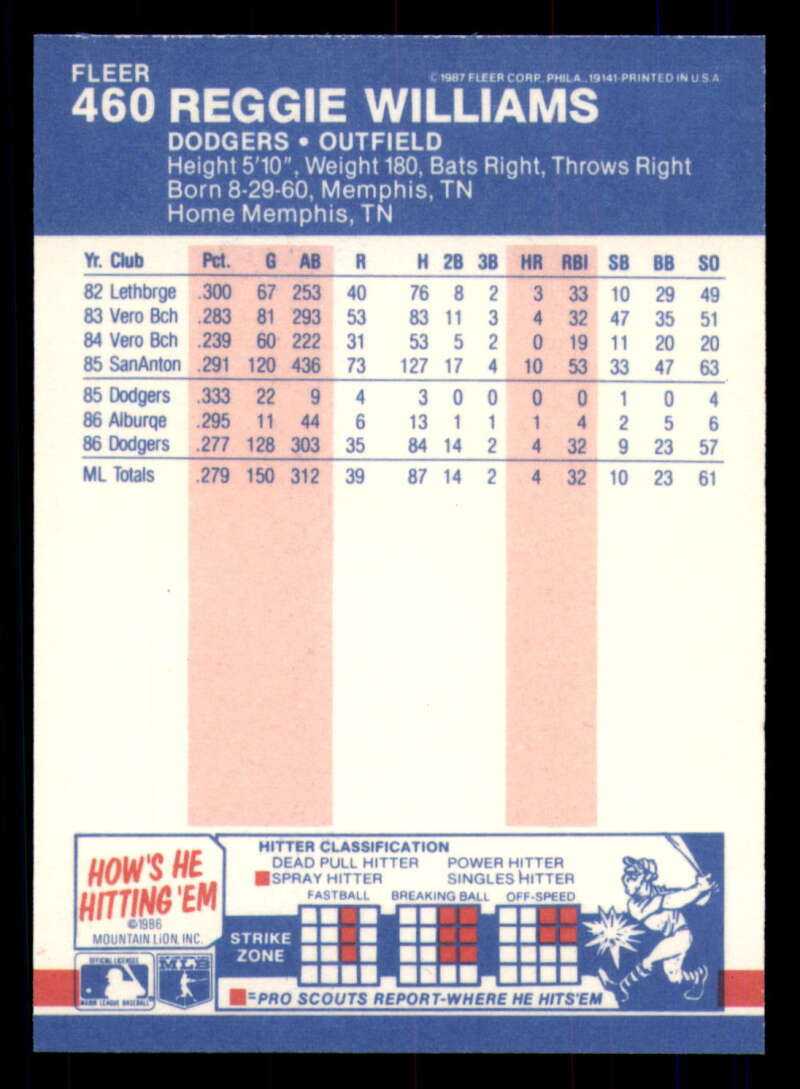 FLEER
© 1987 FLEER CORP. PHILA., 19141-PRINTED IN U.S.A
460 REGGIE WILLIAMS
DODGERS • OUTFIELD
Height 5'10", Weight 180, Bats Right, Throws Right
Born 8-29-60, Memphis, TN
Home Memphis, TN
Yr. Club Pct. G AB R H 2B 3B HR RBI SB BB SO
82 Lethbrge .300 67 253 40 76 8 2 3 33 10 29 49
83 Vero Bch .283 81 293 53 83 11 3 4 32 47 35 51
84 Vero Bch .239 60 222 31 53 5 2 0 19 11 20 20
85 SanAnton .291 120 436 73 127 17 4 10 53 33 47 63
85 Dodgers .333 22 9 4 3 0 0 0 0 1 0 4
86 Alburqe .295 11 44 6 13 1 1 1 4 2 5 6
86 Dodgers .277 128 303 35 84 14 2 4 32 9 23 57
ML Totals .279 150 312 39 87 14 2 4 32 10 23 61
HOW'S HE
HITTING 'EM
©1986
MOUNTAIN LION, INC.
HITTER CLASSIFICATION
DEAD PULL HITTER POWER HITTER
SPRAY HITTER SINGLES HITTER
FASTBALL BREAKING BALL OFF-SPEED
STRIKE
ZONE
=PRO SCOUTS REPORT-WHERE HE HITS'EM
OFFICIAL LICENSEE
MAJOR LEAGUE BASEBALL
MLB